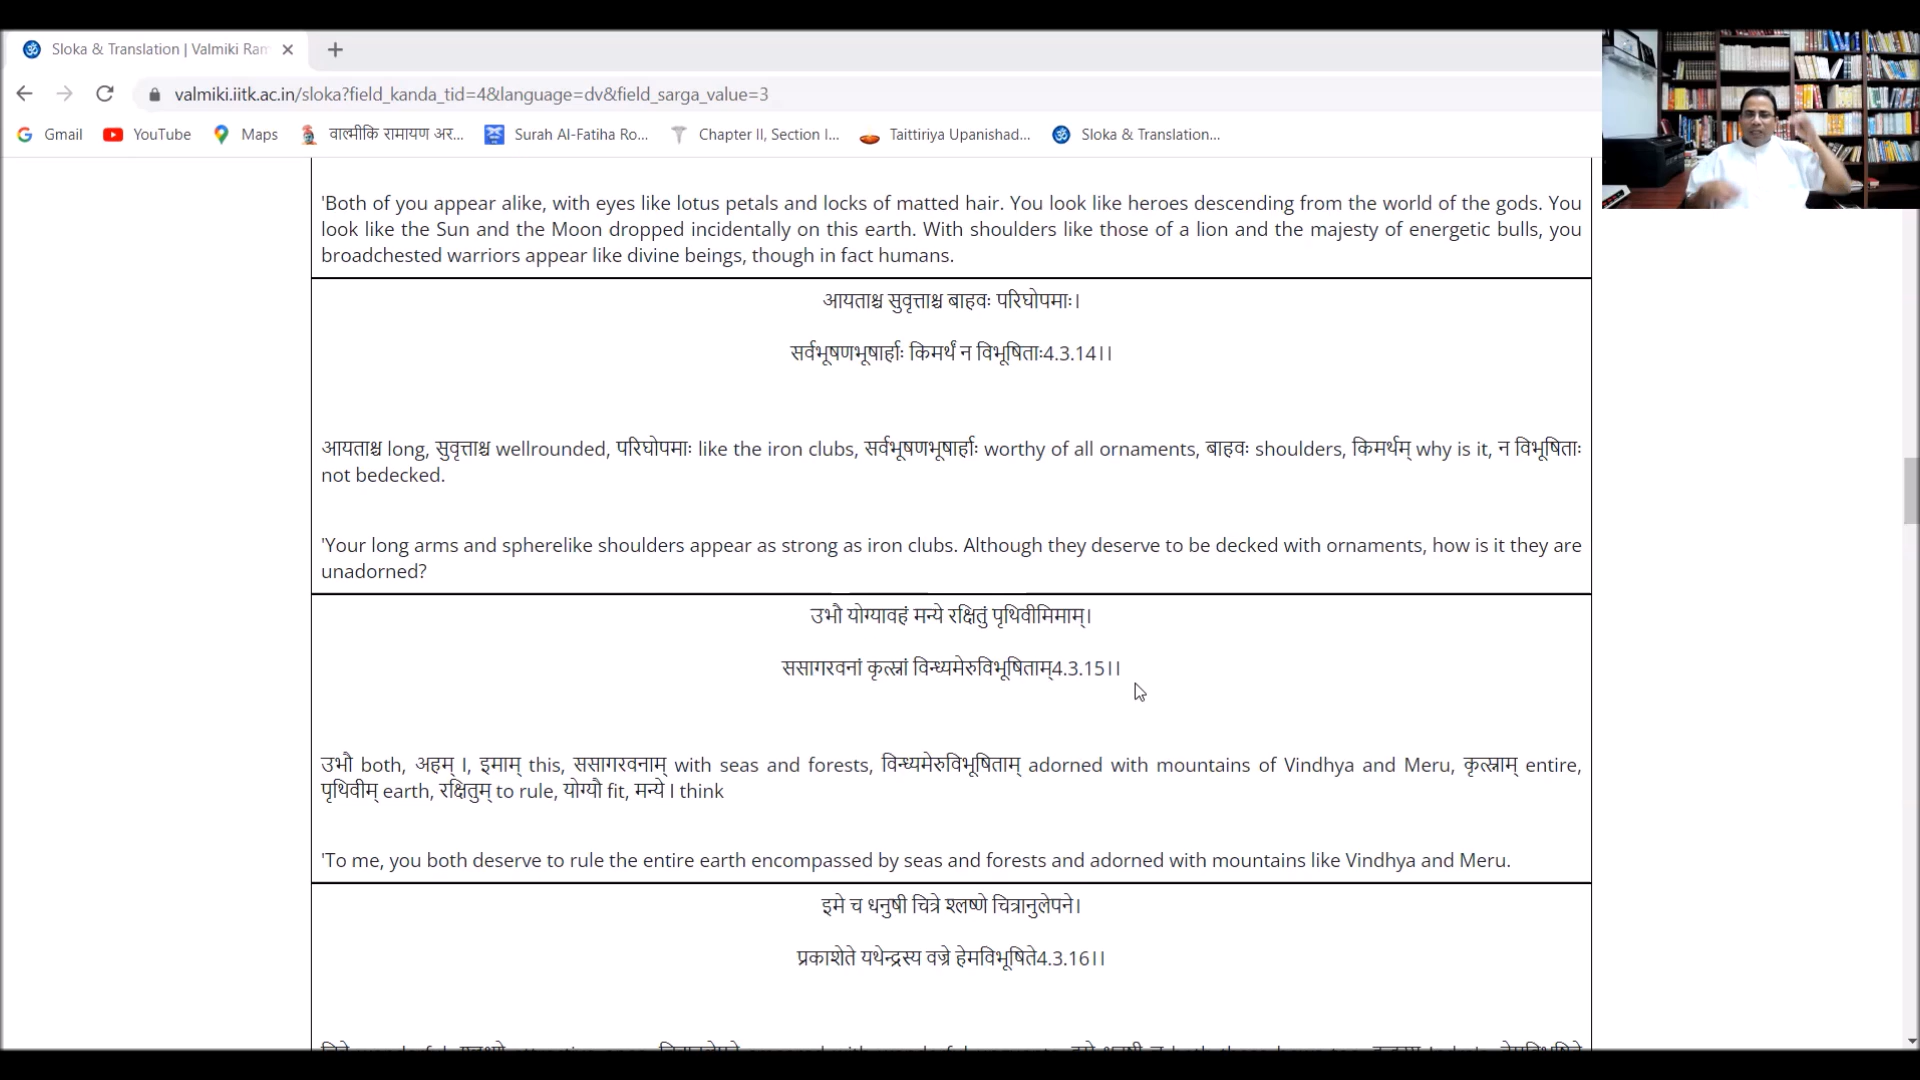 Sloka & Translation | Valmiki Ram
valmiki.iitk.ac.in/sloka?field_kanda_tid=4&language=dv&field_sarga_value=3
Gmail YouTube Maps वाल्मीकि रामायण अर... Surah Al-Fatiha Ro... Chapter II, Section I... Taittiriya Upanishad... Sloka & Translation...
'Both of you appear alike, with eyes like lotus petals and locks of matted hair. You look like heroes descending from the world of the gods. You
look like the Sun and the Moon dropped incidentally on this earth. With shoulders like those of a lion and the majesty of energetic bulls, you
broadchested warriors appear like divine beings, though in fact humans.
आयताश्च सुवृत्ताश्च बाहवः परिघोपमाः।
सर्वभूषणभूषार्हाः किमर्थं न विभूषिताः4.3.14।।
आयताश्च long, सुवृत्ताश्च wellrounded, परिघोपमाः like the iron clubs, सर्वभूषणभूषार्हाः worthy of all ornaments, बाहवः shoulders, किमर्थम् why is it, न विभूषिताः
not bedecked.
'Your long arms and spherelike shoulders appear as strong as iron clubs. Although they deserve to be decked with ornaments, how is it they are
unadorned?
उभौ योग्यावहं मन्ये रक्षितुं पृथिवीमिमाम्।
ससागरवनां कृत्स्नां विन्ध्यमेरुविभूषिताम्4.3.15।।
उभौ both, अहम् I, इमाम् this, ससागरवनाम् with seas and forests, विन्ध्यमेरुविभूषिताम् adorned with mountains of Vindhya and Meru, कृत्स्नाम् entire,
पृथिवीम् earth, रक्षितुम् to rule, योग्यौ fit, मन्ये I think
'To me, you both deserve to rule the entire earth encompassed by seas and forests and adorned with mountains like Vindhya and Meru.
इमे च धनुषी चित्रे श्लक्ष्णे चित्रानुलेपने।
प्रकाशेते यथेन्द्रस्य वज्रे हेमविभूषिते4.3.16।।